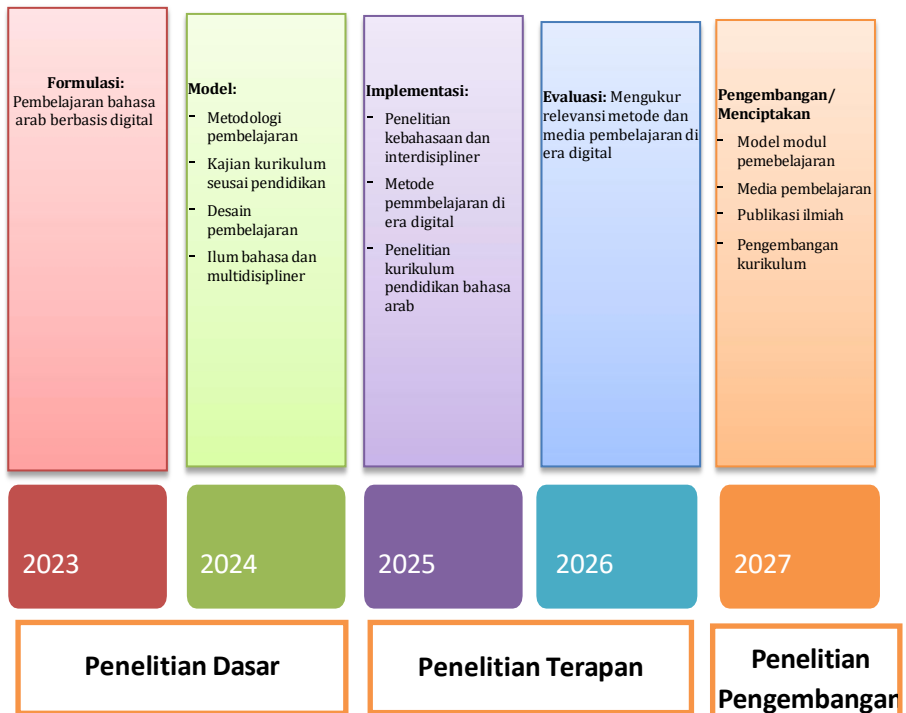 Formulasi:
Pembelajaran bahasa
arab berbasis digital
Model:
- Metodologi
pembelajaran
- Kajian kurikulum
seusai pendidikan
- Desain
pembelajaran
- Ilum bahasa dan
multidisipliner
Implementasi:
- Penelitian
kebahasaan dan
interdisipliner
- Metode
pemmbelajaran di
era digital
- Penelitian
kurikulum
pendidikan bahasa
arab
Evaluasi: Mengukur
relevansi metode dan
media pembelajaran di
era digital
Pengembangan/
Menciptakan
- Model modul
pemebelajaran
- Media pembelajaran
- Publikasi ilmiah
- Pengembangan
kurikulum
2023
2024
2025
2026
2027
Penelitian Dasar
Penelitian Terapan
Penelitian
Pengembangan